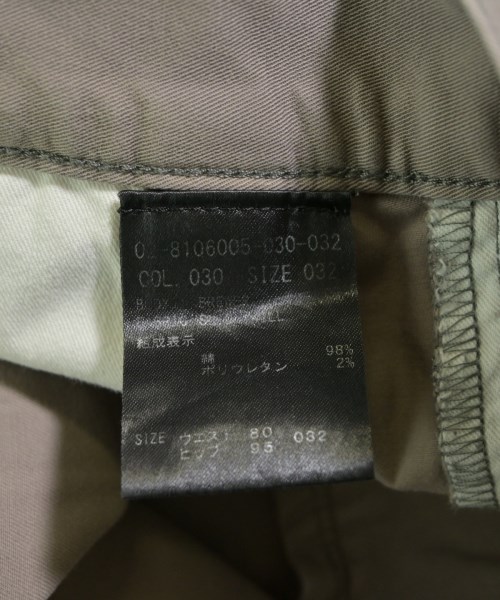 02-8106005-030-032
COL. 030 SIZE 032
組成表示
綿 98%
ポリウレタン 2%
SIZE ウエスト 80 032
ヒップ 95